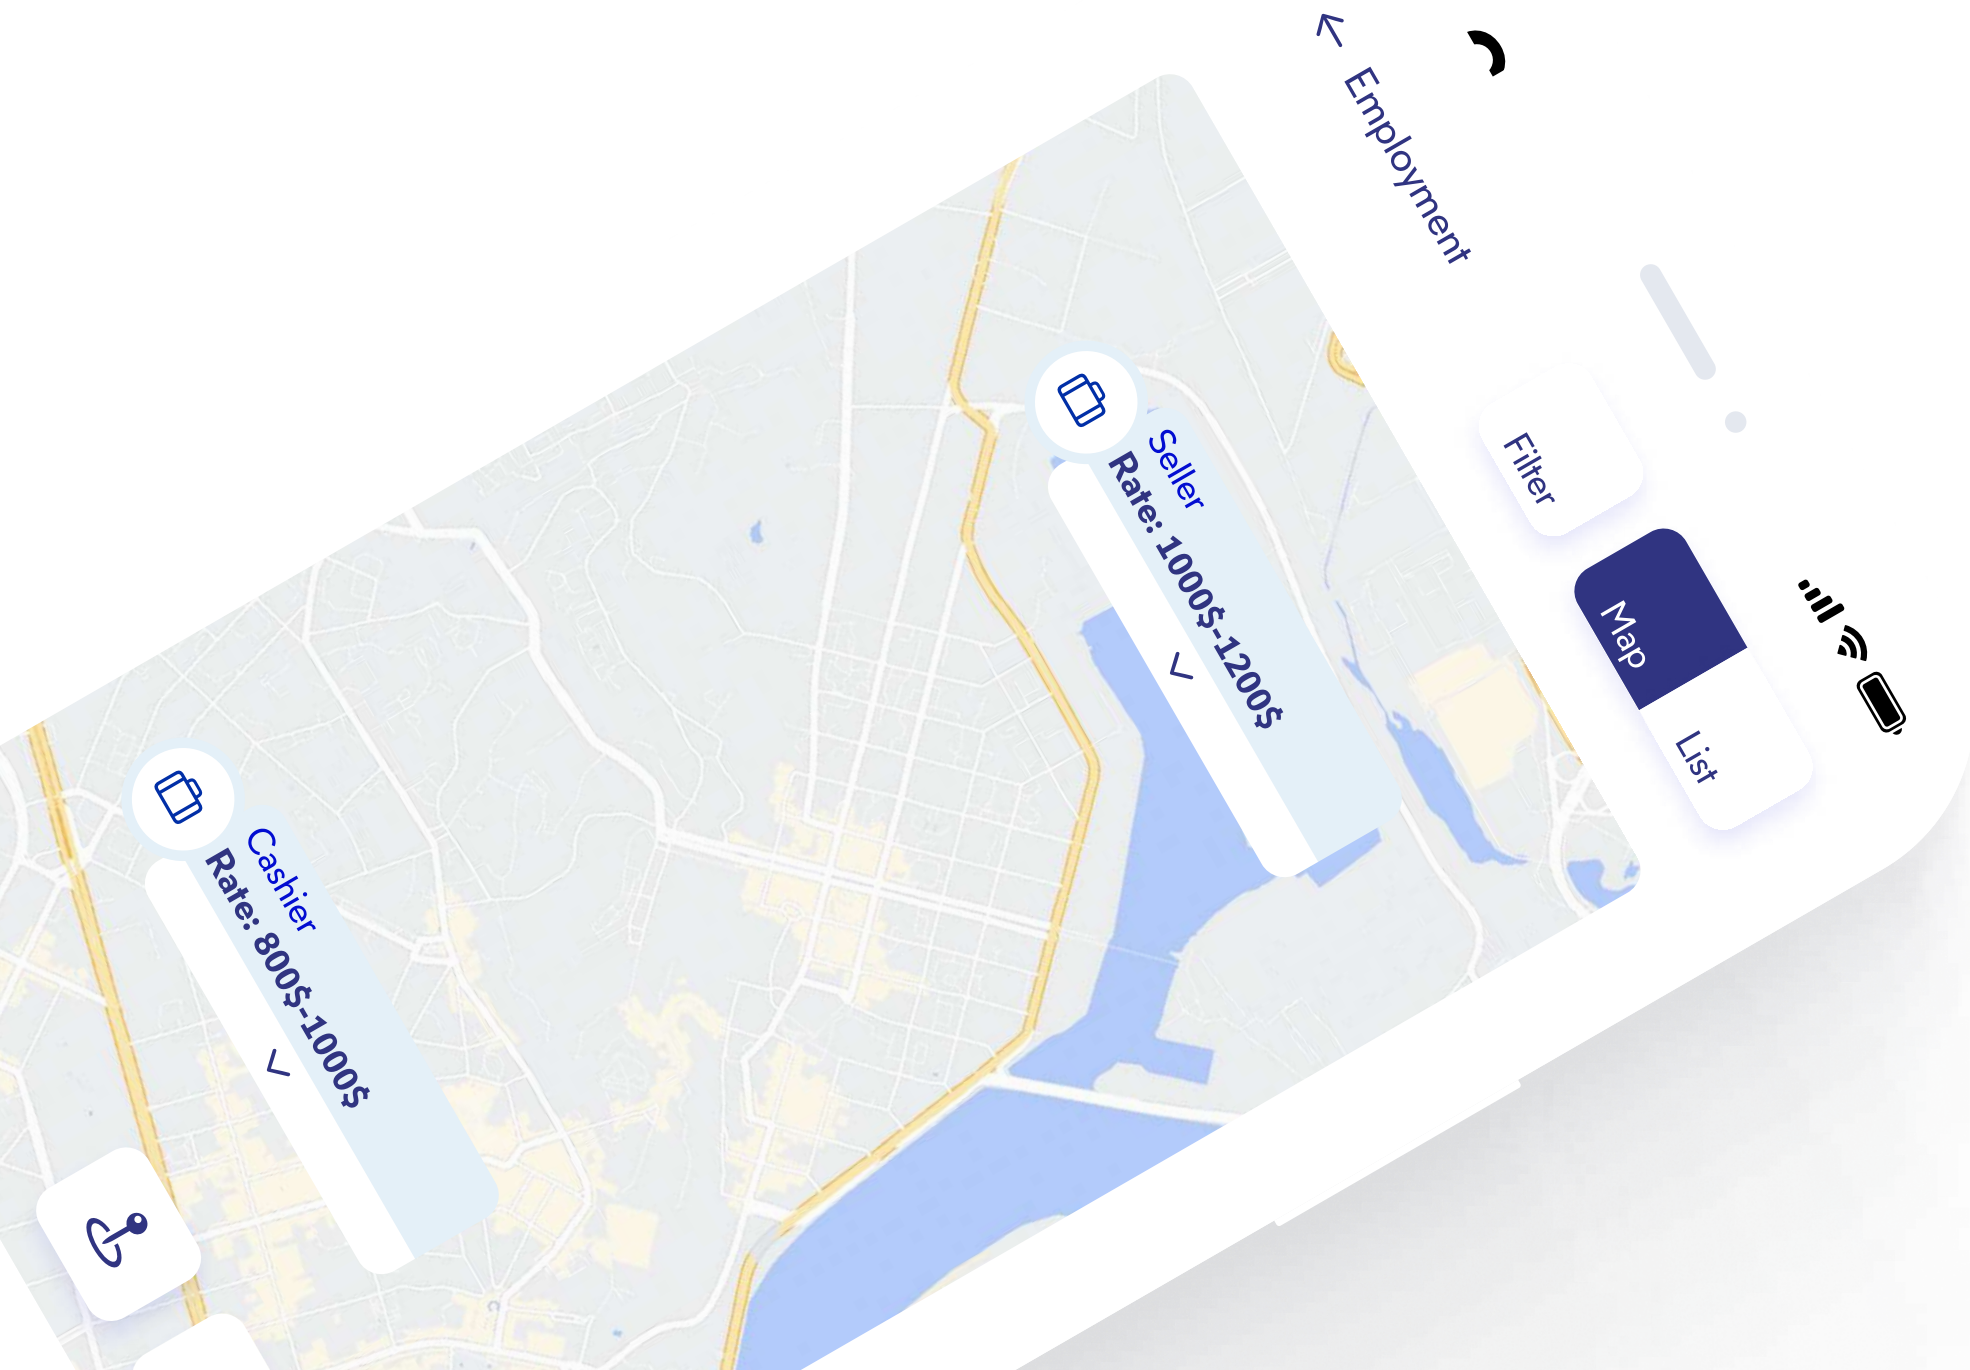 Employment
Filter
Map
List
Seller
Rate: 1000$-1200$
Cashier
Rate: 800$-1000$